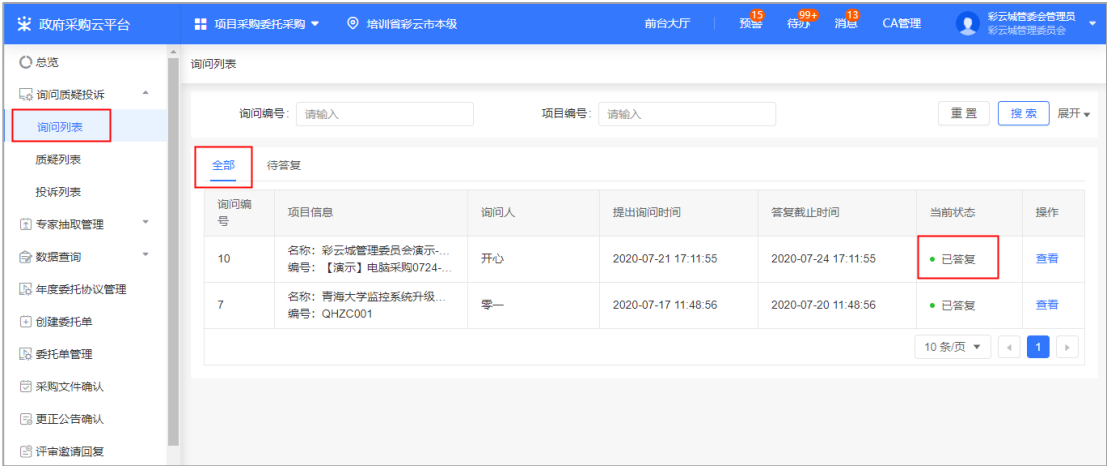 政府采购云平台
项目采购委托采购
培训省彩云市本级
前台大厅
预警
15
待办
99+
消息
13
CA管理
彩云城管委会管理员
彩云城管理委员会
总览
询问质疑投诉
询问列表
质疑列表
投诉列表
专家抽取管理
数据查询
年度委托协议管理
创建委托单
委托单管理
采购文件确认
更正公告确认
评审邀请回复
询问列表
询问编号: 请输入
项目编号: 请输入
重置
搜索
展开
全部
待答复
询问编号
项目信息
询问人
提出询问时间
答复截止时间
当前状态
操作
10
名称: 彩云城管理委员会演示-...
编号: 【演示】电脑采购0724-...
开心
2020-07-21 17:11:55
2020-07-24 17:11:55
已答复
查看
7
名称: 青海大学监控系统升级...
编号: QHZC001
零一
2020-07-17 11:48:56
2020-07-20 11:48:56
已答复
查看
10 条/页
1